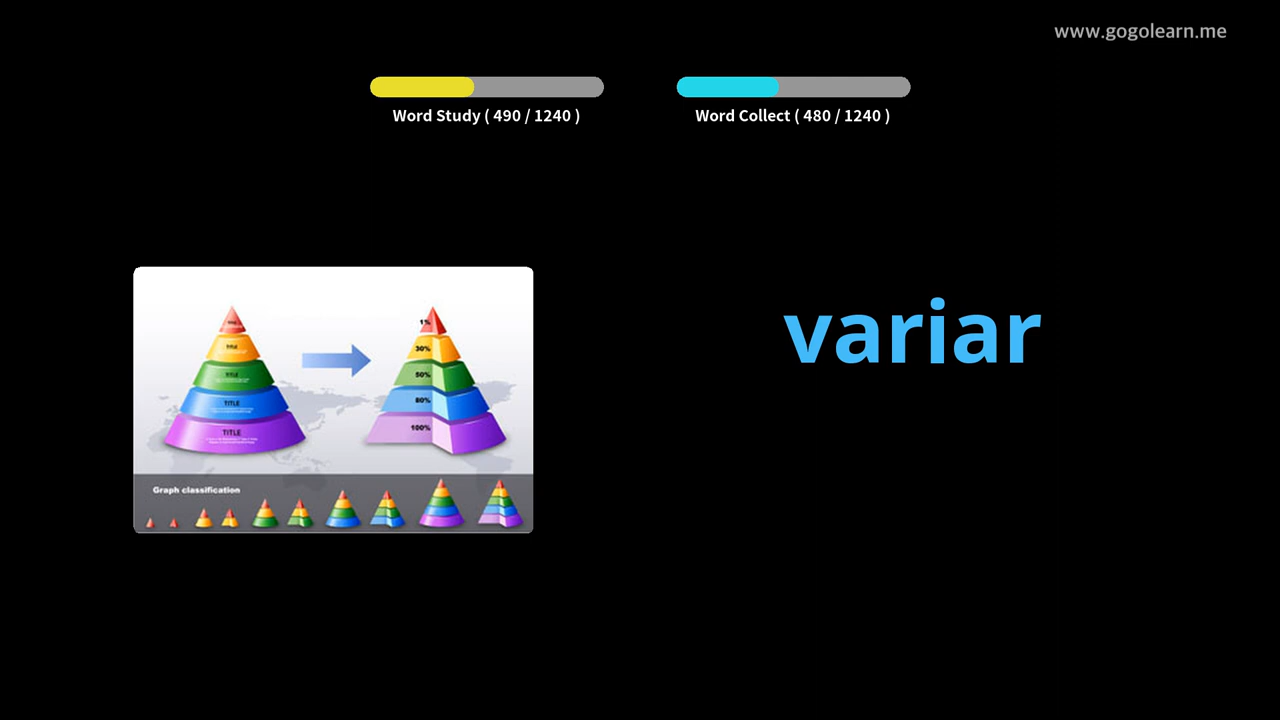 www.gogolearn.me
Word Study ( 490 / 1240 )
Word Collect ( 480 / 1240 )
variar
1%
TITLE
30%
TITLE
50%
TITLE
80%
TITLE
100%
Graph classification